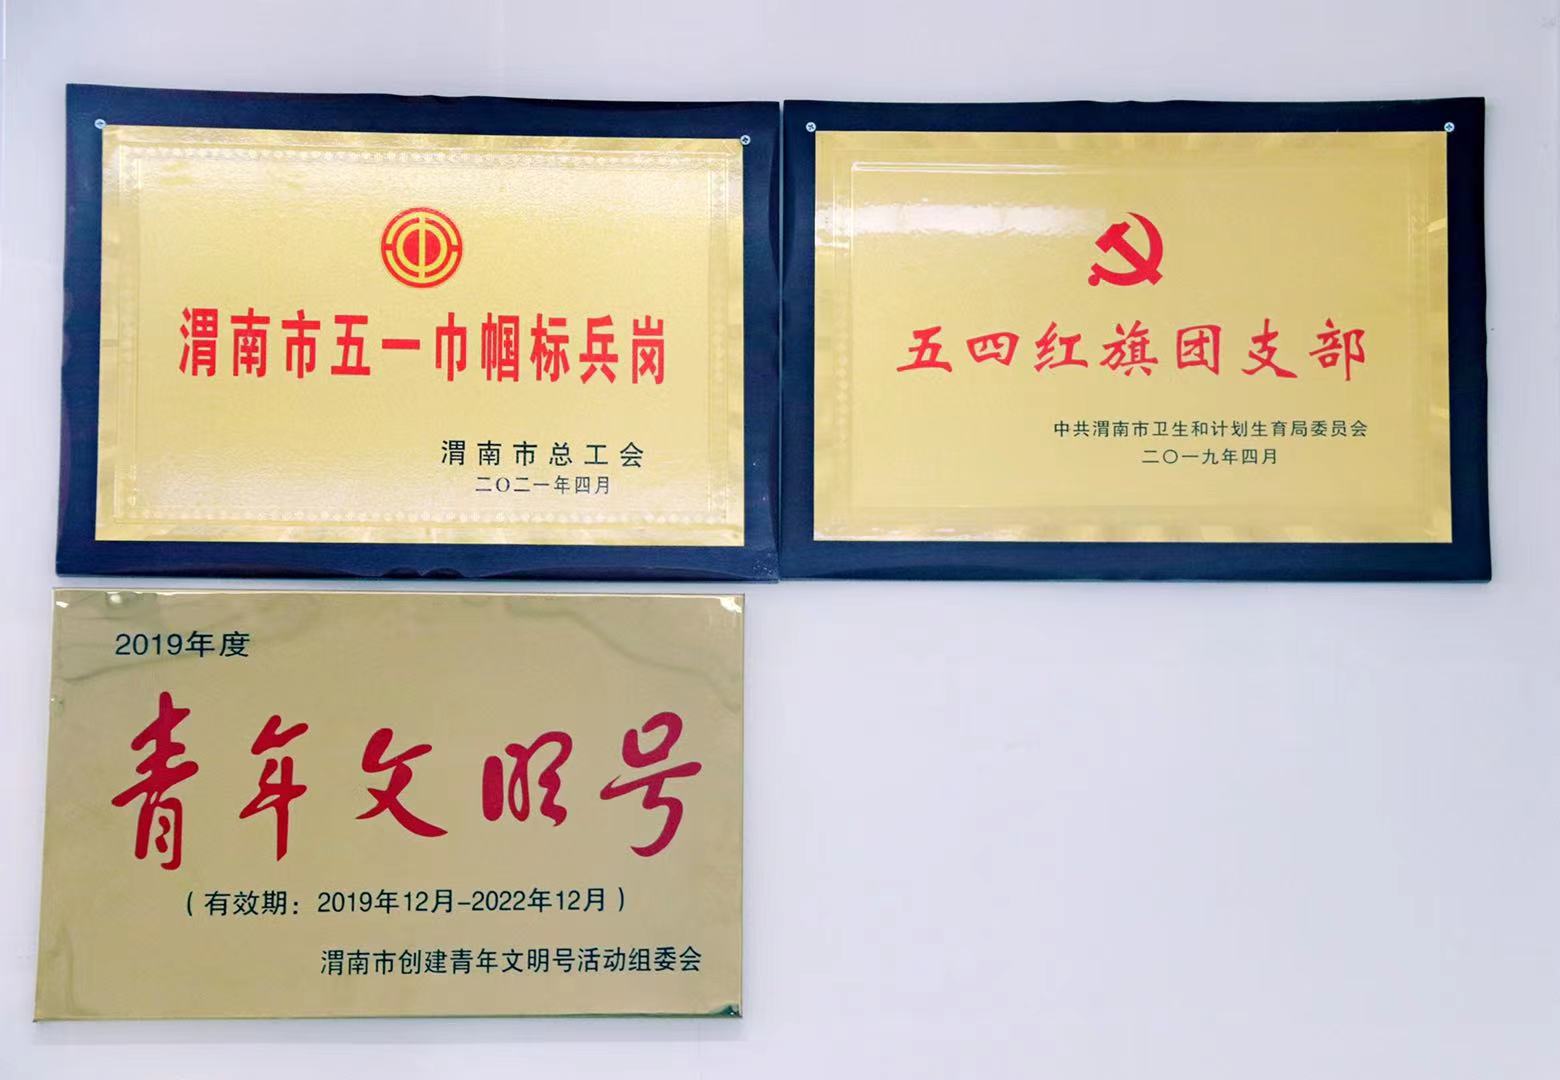 渭南市五一巾帼标兵岗
渭南市总工会
二〇二一年四月
五四红旗团支部
中共渭南市卫生和计划生育局委员会
二〇一九年四月
2019年度
青年文明号
（有效期：2019年12月-2022年12月）
渭南市创建青年文明号活动组委会